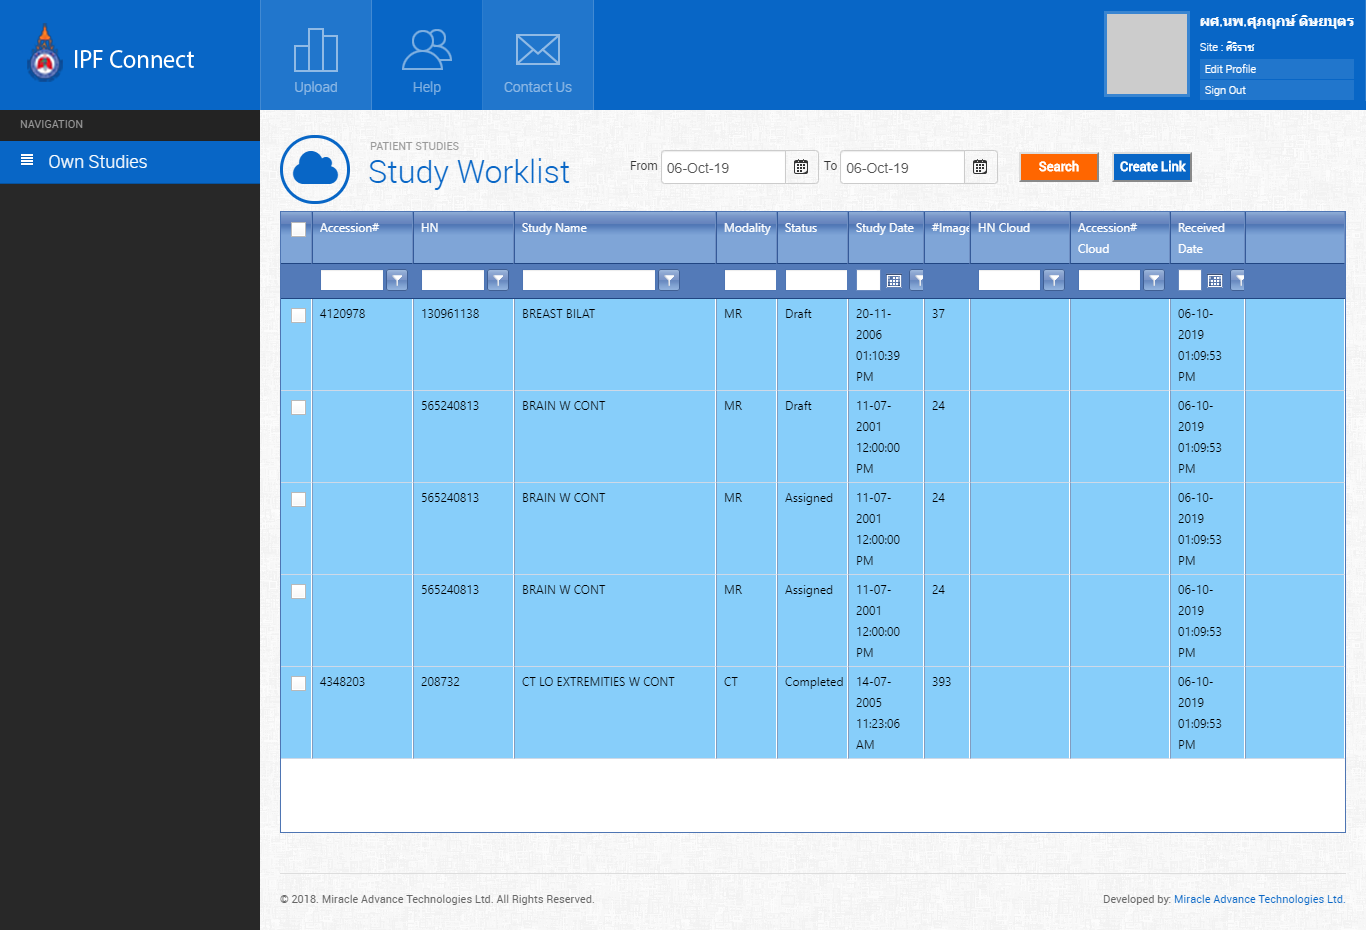 IPF Connect
Upload
Help
Contact Us
ผศ.นพ.ศุภฤกษ์ ดิษยบุตร
Site : ศิริราช
Edit Profile
Sign Out
NAVIGATION
Own Studies
PATIENT STUDIES
Study Worklist
From 06-Oct-19 To 06-Oct-19 Search Create Link
Accession# HN Study Name Modality Status Study Date #Image HN Cloud Accession# Cloud Received Date
4120978 130961138 BREAST BILAT MR Draft 20-11-2006 01:10:39 PM 37 06-10-2019 01:09:53 PM
565240813 BRAIN W CONT MR Draft 11-07-2001 12:00:00 PM 24 06-10-2019 01:09:53 PM
565240813 BRAIN W CONT MR Assigned 11-07-2001 12:00:00 PM 24 06-10-2019 01:09:53 PM
565240813 BRAIN W CONT MR Assigned 11-07-2001 12:00:00 PM 24 06-10-2019 01:09:53 PM
4348203 208732 CT LO EXTREMITIES W CONT CT Completed 14-07-2005 11:23:06 AM 393 06-10-2019 01:09:53 PM
© 2018. Miracle Advance Technologies Ltd. All Rights Reserved.
Developed by: Miracle Advance Technologies Ltd.